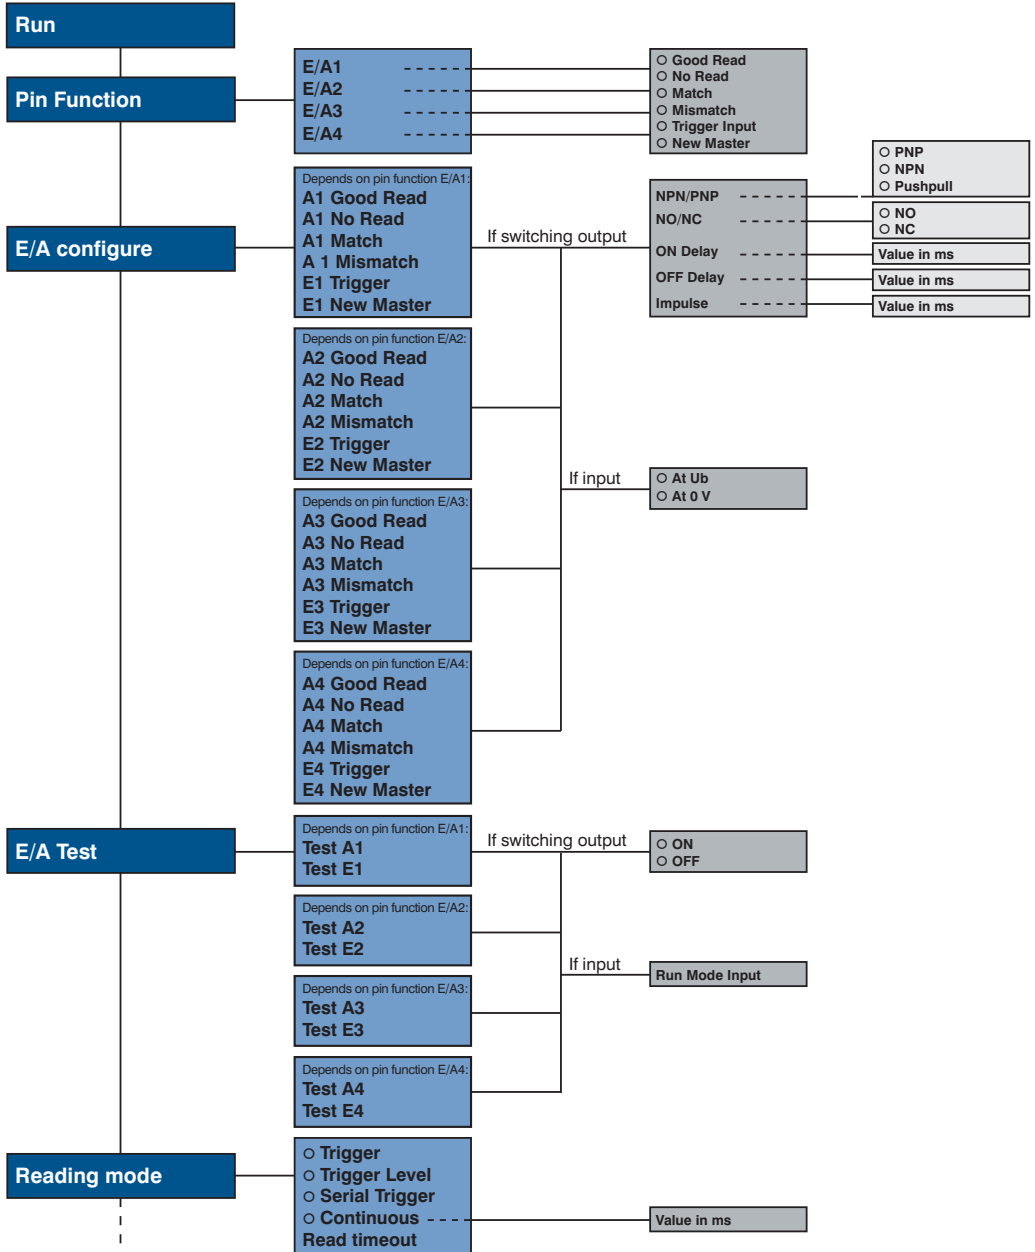 Run
Pin Function
E/A1
E/A2
E/A3
E/A4
Good Read
No Read
Match
Mismatch
Trigger Input
New Master
E/A configure
Depends on pin function E/A1:
A1 Good Read
A1 No Read
A1 Match
A 1 Mismatch
E1 Trigger
E1 New Master
If switching output
NPN/PNP
NO/NC
ON Delay
OFF Delay
Impulse
PNP
NPN
Pushpull
NO
NC
Value in ms
Value in ms
Value in ms
Depends on pin function E/A2:
A2 Good Read
A2 No Read
A2 Match
A2 Mismatch
E2 Trigger
E2 New Master
If input
At Ub
At 0 V
Depends on pin function E/A3:
A3 Good Read
A3 No Read
A3 Match
A3 Mismatch
E3 Trigger
E3 New Master
Depends on pin function E/A4:
A4 Good Read
A4 No Read
A4 Match
A4 Mismatch
E4 Trigger
E4 New Master
E/A Test
Depends on pin function E/A1:
Test A1
Test E1
If switching output
ON
OFF
Depends on pin function E/A2:
Test A2
Test E2
If input
Run Mode Input
Depends on pin function E/A3:
Test A3
Test E3
Depends on pin function E/A4:
Test A4
Test E4
Reading mode
Trigger
Trigger Level
Serial Trigger
Continuous
Read timeout
Value in ms